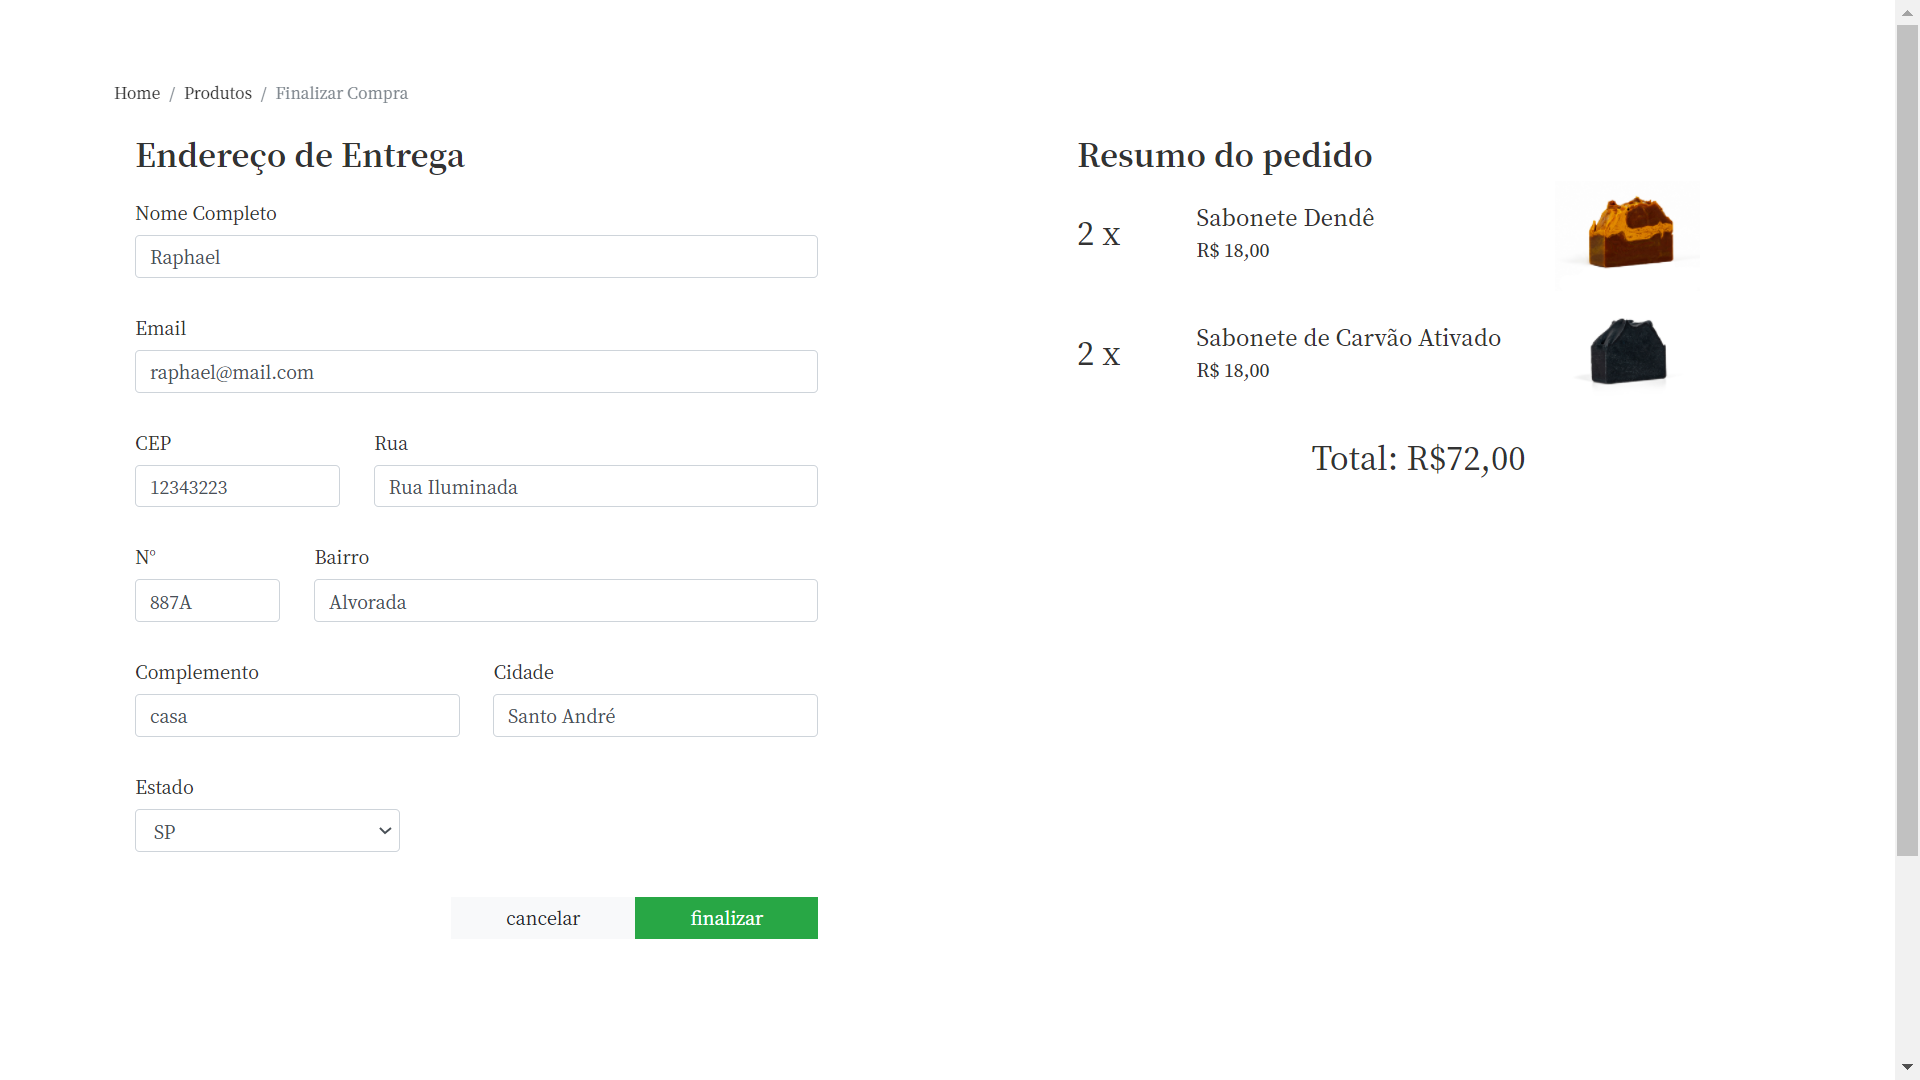 Home / Produtos / Finalizar Compra
Endereço de Entrega
Nome Completo
Raphael
Email
raphael@mail.com
CEP Rua
12343223 Rua Iluminada
Nº Bairro
887A Alvorada
Complemento Cidade
casa Santo André
Estado
SP
cancelar finalizar
Resumo do pedido
2 x Sabonete Dendê
R$ 18,00
2 x Sabonete de Carvão Ativado
R$ 18,00
Total: R$72,00